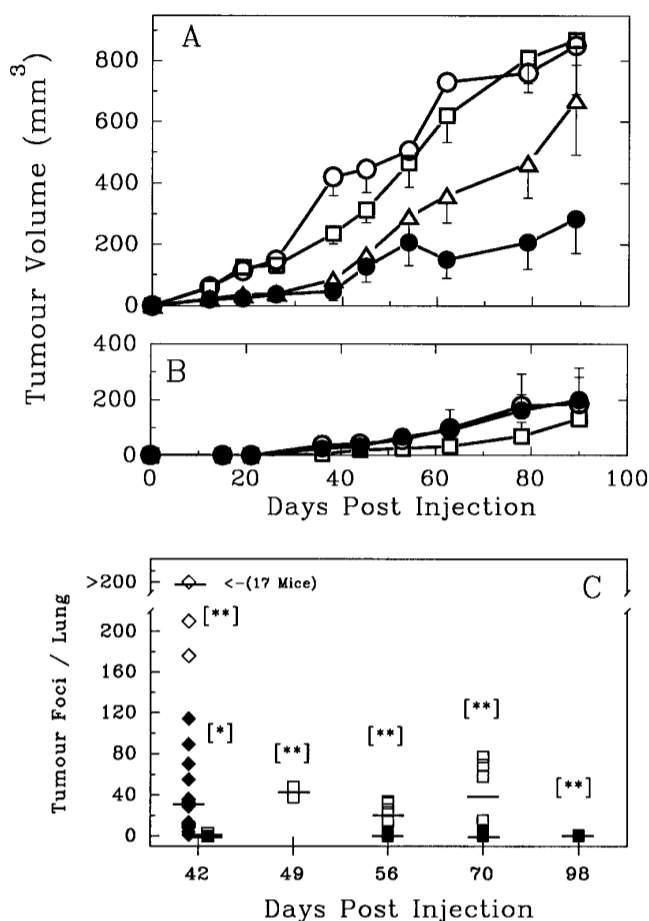 A
Tumour Volume (mm³)
800
600
400
200
0
B
400
200
0
0 20 40 60 80 100
Days Post Injection
C
>200
<-(17 Mice)
[**]
200
160
120
80
40
0
[*]
[**]
[**]
[**]
[**]
Tumour Foci / Lung
42 49 56 70 98
Days Post Injection